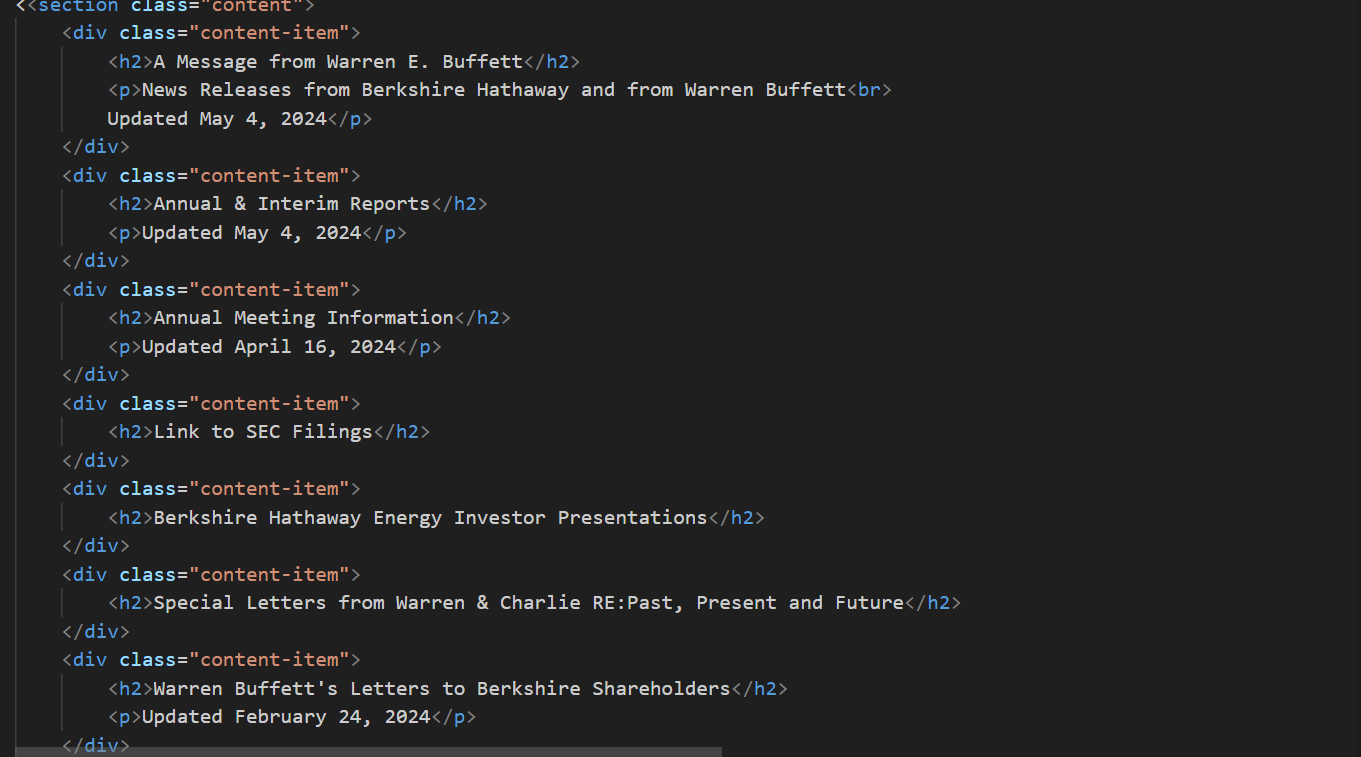 <<section class="content">
<div class="content-item">
<h2>A Message from Warren E. Buffett</h2>
<p>News Releases from Berkshire Hathaway and from Warren Buffett<br>
Updated May 4, 2024</p>
</div>
<div class="content-item">
<h2>Annual & Interim Reports</h2>
<p>Updated May 4, 2024</p>
</div>
<div class="content-item">
<h2>Annual Meeting Information</h2>
<p>Updated April 16, 2024</p>
</div>
<div class="content-item">
<h2>Link to SEC Filings</h2>
</div>
<div class="content-item">
<h2>Berkshire Hathaway Energy Investor Presentations</h2>
</div>
<div class="content-item">
<h2>Special Letters from Warren & Charlie RE:Past, Present and Future</h2>
</div>
<div class="content-item">
<h2>Warren Buffett's Letters to Berkshire Shareholders</h2>
<p>Updated February 24, 2024</p>
</div>